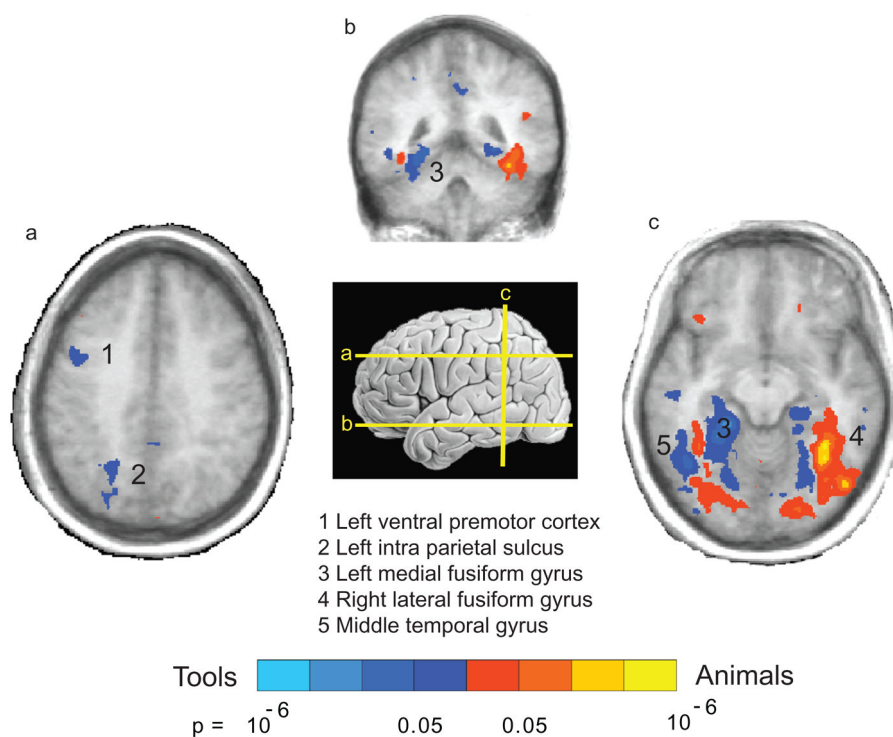 b
3
a
1
2
c
3
4
5
c
a
b
1 Left ventral premotor cortex
2 Left intra parietal sulcus
3 Left medial fusiform gyrus
4 Right lateral fusiform gyrus
5 Middle temporal gyrus
Tools Animals
p = 10⁻⁶ 0.05 0.05 10⁻⁶